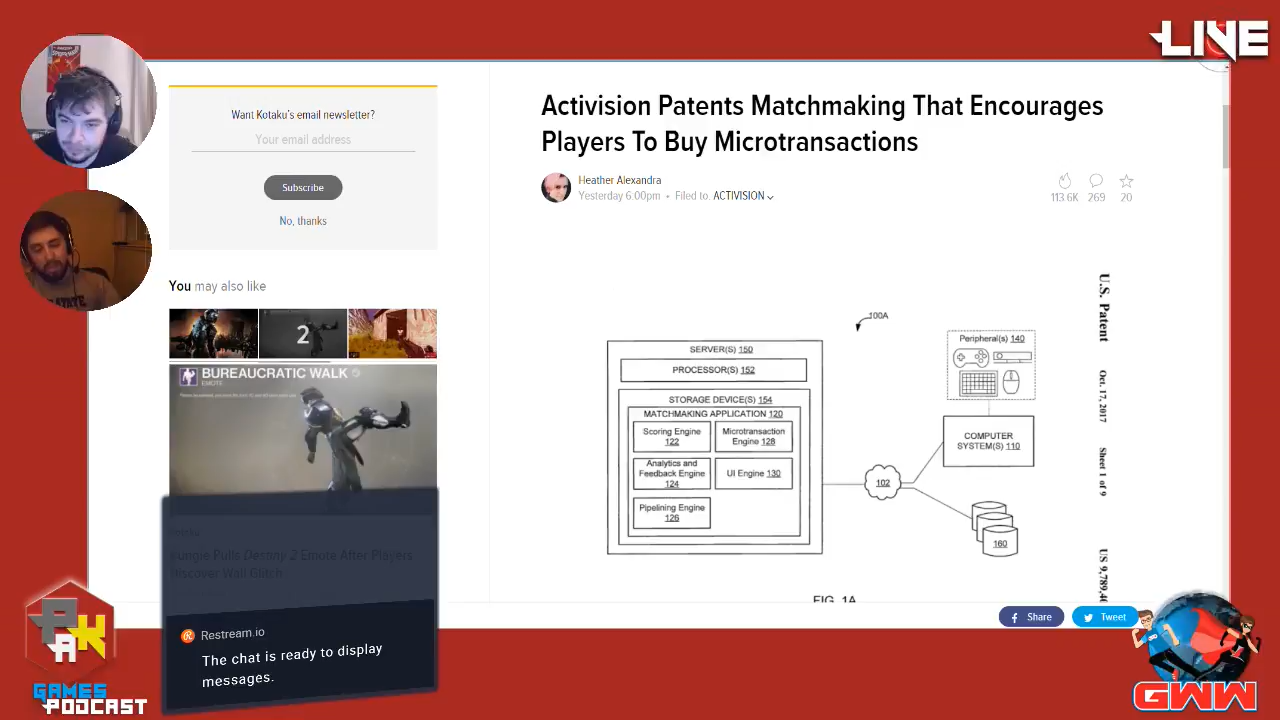 LIVE
Want Kotaku's email newsletter?
Your email address
Subscribe
No, thanks
You may also like
2
BUREAUCRATIC WALK
EMOTE
Bungie Pulls Destiny 2 Emote After Players
Discover Wall Glitch
Restream.io
The chat is ready to display
messages.
Activision Patents Matchmaking That Encourages
Players To Buy Microtransactions
Heather Alexandra
Yesterday 6:00pm • Filed to: ACTIVISION
113.6K
269
20
100A
SERVER(S) 150
PROCESSOR(S) 152
STORAGE DEVICE(S) 154
MATCHMAKING APPLICATION 120
Scoring Engine
122
Microtransaction
Engine 128
Analytics and
Feedback Engine
124
UI Engine 130
Pipelining Engine
126
102
Peripheral(s) 140
COMPUTER
SYSTEM(S) 110
160
FIG. 1A
U.S. Patent
Oct. 17, 2017
Sheet 1 of 9
US 9,789,4
Share
Tweet
PAK
GAMES
PODCAST
GWW